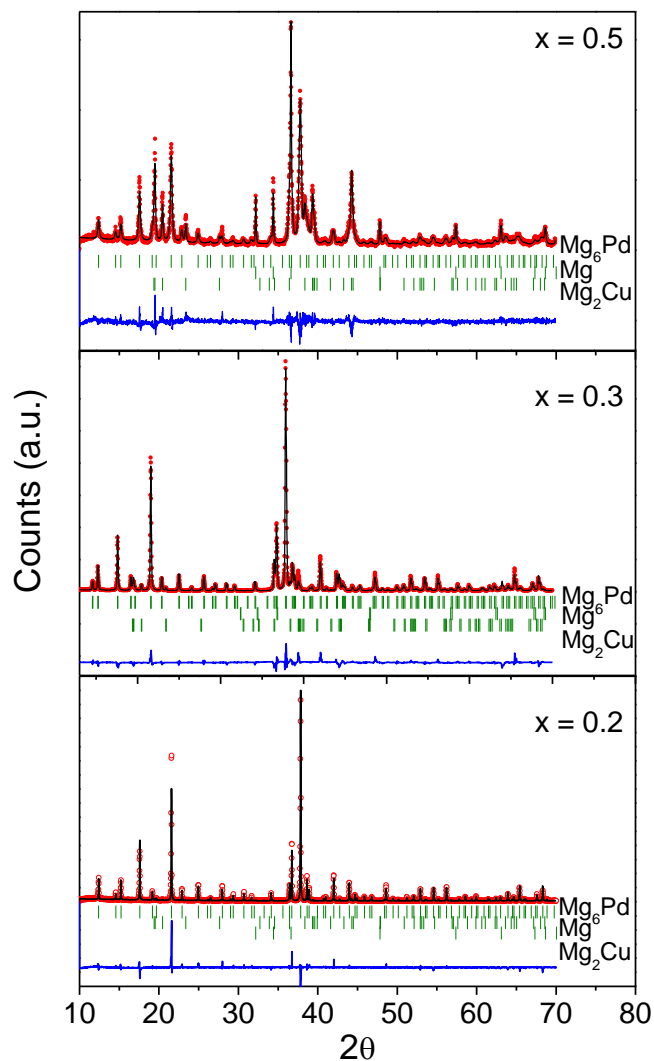 x = 0.5
Mg₆Pd
Mg
Mg₂Cu
x = 0.3
Mg₆Pd
Mg
Mg₂Cu
x = 0.2
Mg₆Pd
Mg
Mg₂Cu
Counts (a.u.)
10 20 30 40 50 60 70 80
2θ